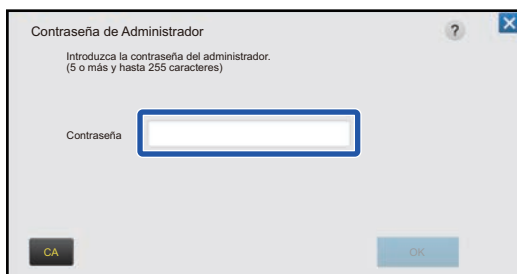 Contraseña de Administrador
?
Introduzca la contraseña del administrador.
(5 o más y hasta 255 caracteres)
Contraseña
CA
OK